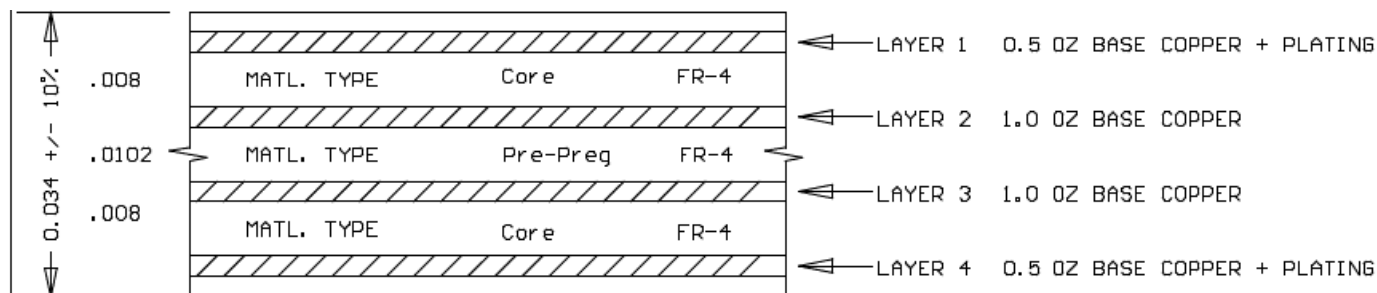 0.034 +/- 10%
LAYER 1 0.5 OZ BASE COPPER + PLATING
.008 MATL. TYPE Core FR-4
LAYER 2 1.0 OZ BASE COPPER
.0102 MATL. TYPE Pre-Preg FR-4
LAYER 3 1.0 OZ BASE COPPER
.008 MATL. TYPE Core FR-4
LAYER 4 0.5 OZ BASE COPPER + PLATING